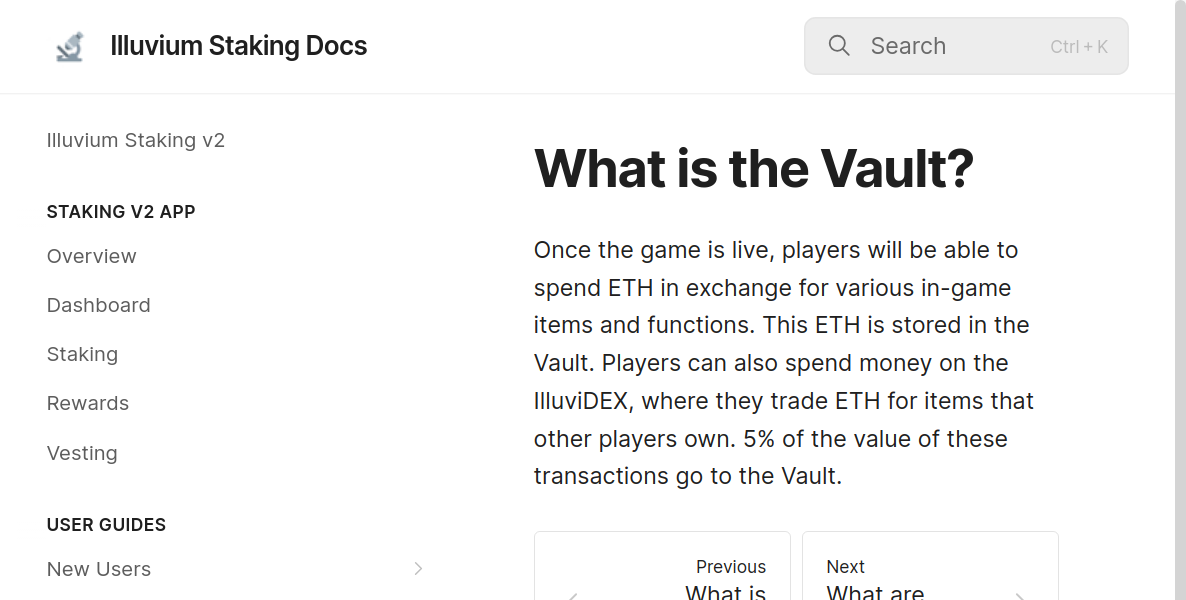 Illuvium Staking Docs
Search
Ctrl + K
Illuvium Staking v2
STAKING V2 APP
Overview
Dashboard
Staking
Rewards
Vesting
USER GUIDES
New Users
What is the Vault?
Once the game is live, players will be able to
spend ETH in exchange for various in-game
items and functions. This ETH is stored in the
Vault. Players can also spend money on the
IlluviDEX, where they trade ETH for items that
other players own. 5% of the value of these
transactions go to the Vault.
Previous
What is
Next
What are